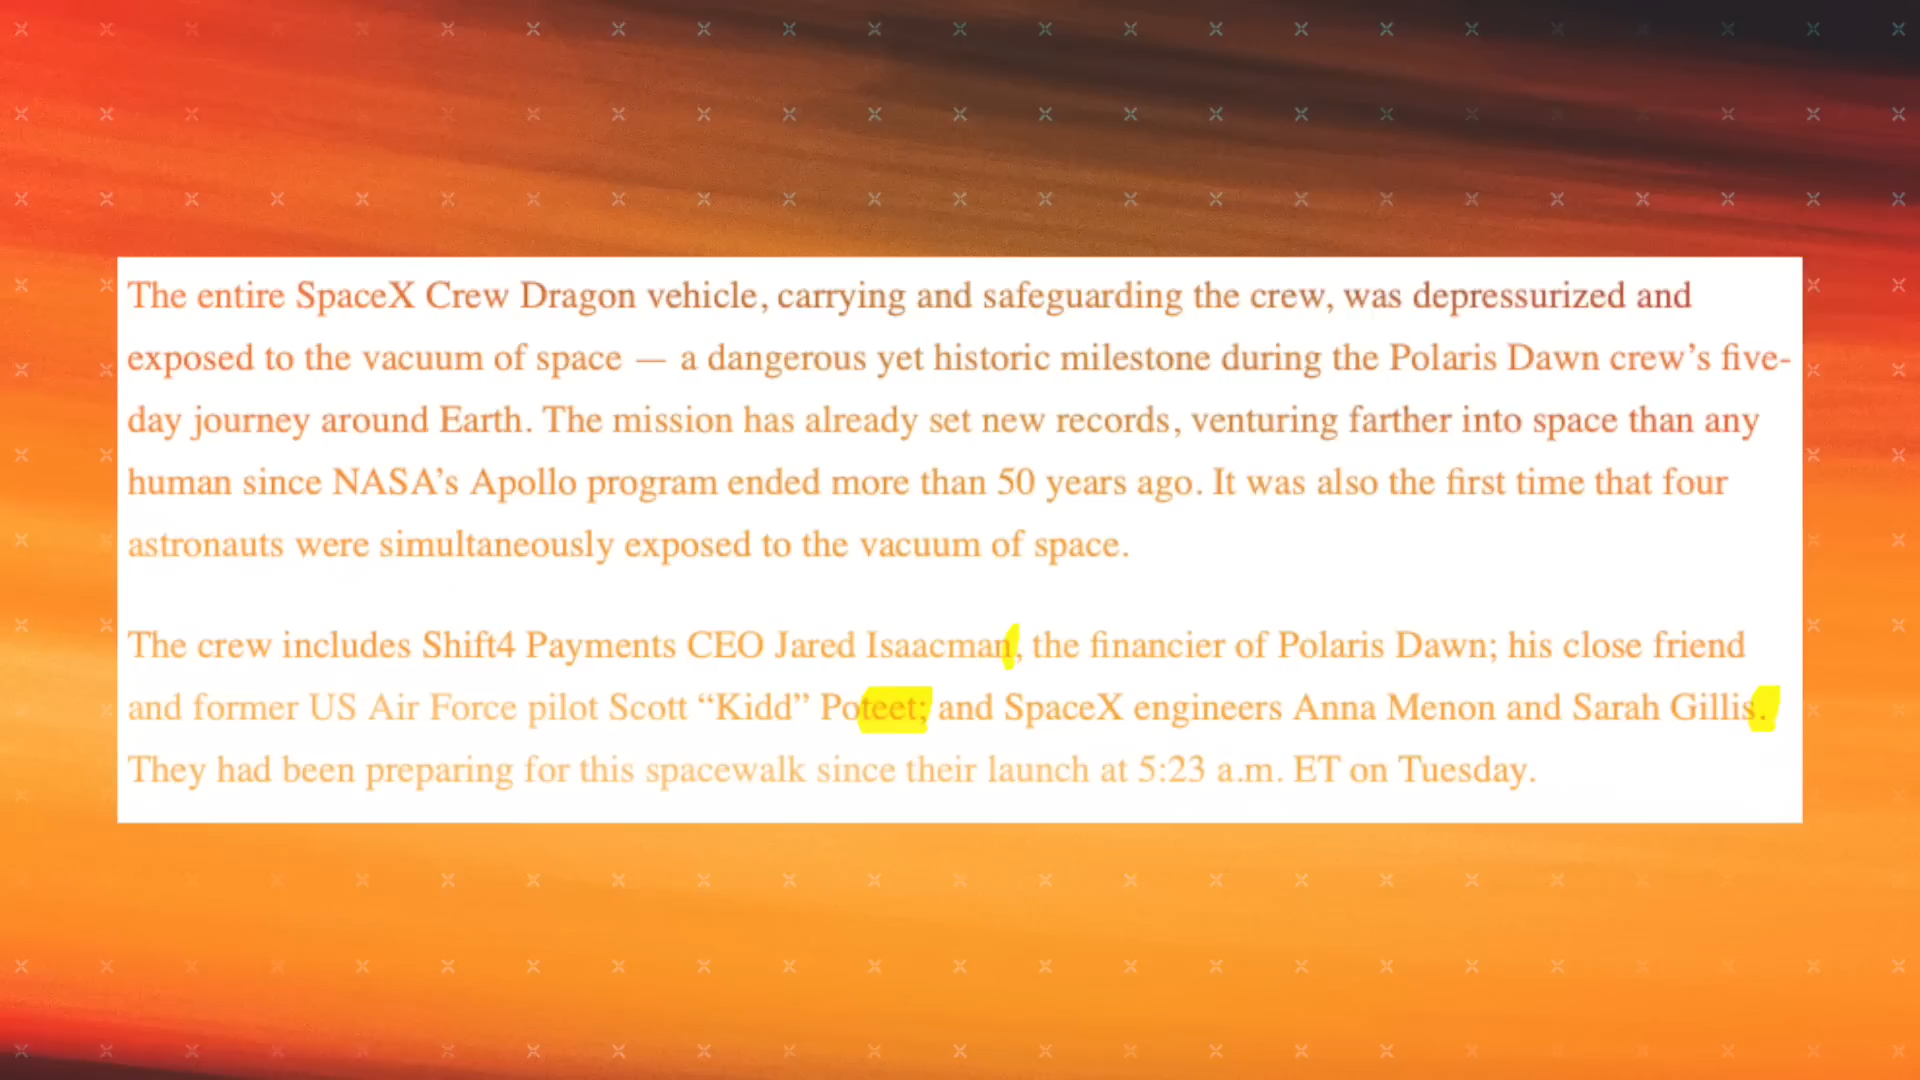 The entire SpaceX Crew Dragon vehicle, carrying and safeguarding the crew, was depressurized and
exposed to the vacuum of space — a dangerous yet historic milestone during the Polaris Dawn crew’s five-
day journey around Earth. The mission has already set new records, venturing farther into space than any
human since NASA’s Apollo program ended more than 50 years ago. It was also the first time that four
astronauts were simultaneously exposed to the vacuum of space.
The crew includes Shift4 Payments CEO Jared Isaacman, the financier of Polaris Dawn; his close friend
and former US Air Force pilot Scott “Kidd” Poteet; and SpaceX engineers Anna Menon and Sarah Gillis.
They had been preparing for this spacewalk since their launch at 5:23 a.m. ET on Tuesday.